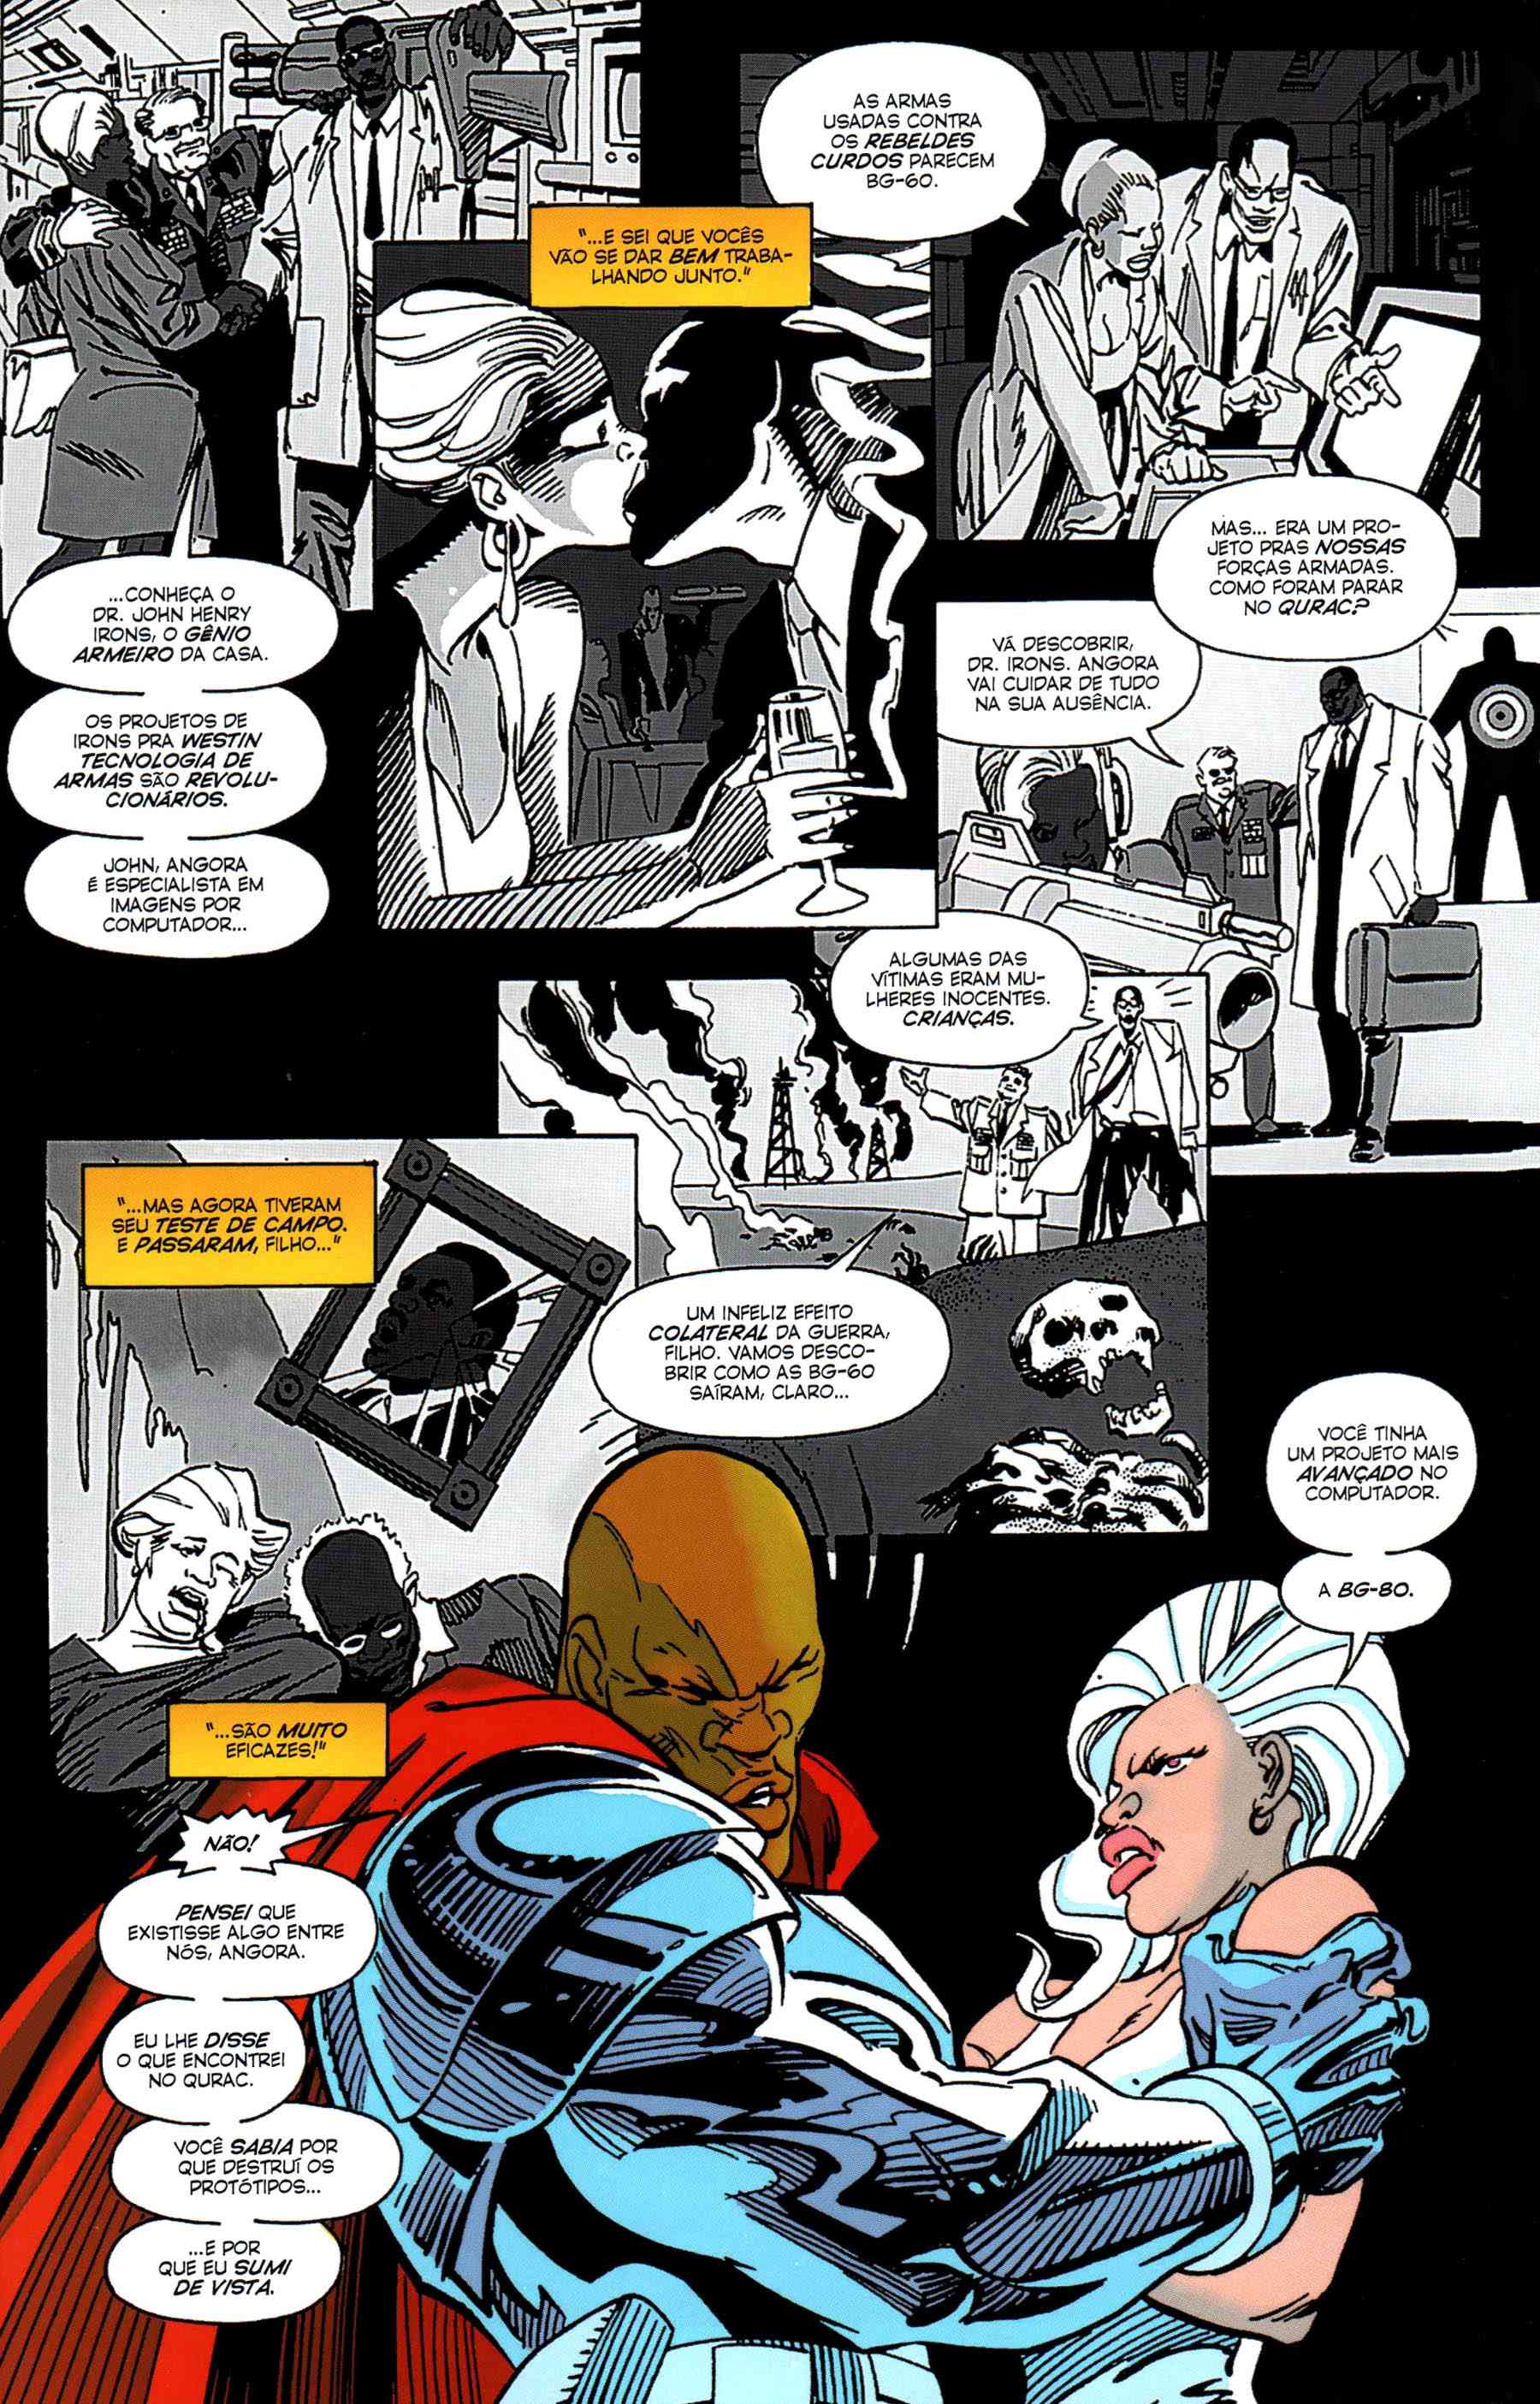 ...CONHEÇA O
DR. JOHN HENRY
IRONS, O GÊNIO
ARMEIRO DA CASA.
OS PROJETOS DE
IRONS PRA WESTIN
TECNOLOGIA DE
ARMAS SÃO REVOLU-
CIONÁRIOS.
JOHN, ANGORA
É ESPECIALISTA EM
IMAGENS POR
COMPUTADOR...
"...E SEI QUE VOCÊS
VÃO SE DAR BEM TRABA-
LHANDO JUNTO."
AS ARMAS
USADAS CONTRA
OS REBELDES
CURDOS PARECEM
BG-60.
MAS... ERA UM PRO-
JETO PRAS NOSSAS
FORÇAS ARMADAS.
COMO FORAM PARAR
NO QURAC?
VÁ DESCOBRIR,
DR. IRONS. ANGORA
VAI CUIDAR DE TUDO
NA SUA AUSÊNCIA.
ALGUMAS DAS
VÍTIMAS ERAM MU-
LHERES INOCENTES.
CRIANÇAS.
UM INFELIZ EFEITO
COLATERAL DA GUERRA,
FILHO. VAMOS DESCO-
BRIR COMO AS BG-60
SAÍRAM, CLARO...
"...MAS AGORA TIVERAM
SEU TESTE DE CAMPO.
E PASSARAM, FILHO..."
"...SÃO MUITO
EFICAZES!"
VOCÊ TINHA
UM PROJETO MAIS
AVANÇADO NO
COMPUTADOR.
A BG-80.
NÃO!
PENSEI QUE
EXISTISSE ALGO ENTRE
NÓS, ANGORA.
EU LHE DISSE
O QUE ENCONTREI
NO QURAC.
VOCÊ SABIA POR
QUE DESTRUÍ OS
PROTÓTIPOS...
...E POR
QUE EU SUMI
DE VISTA.